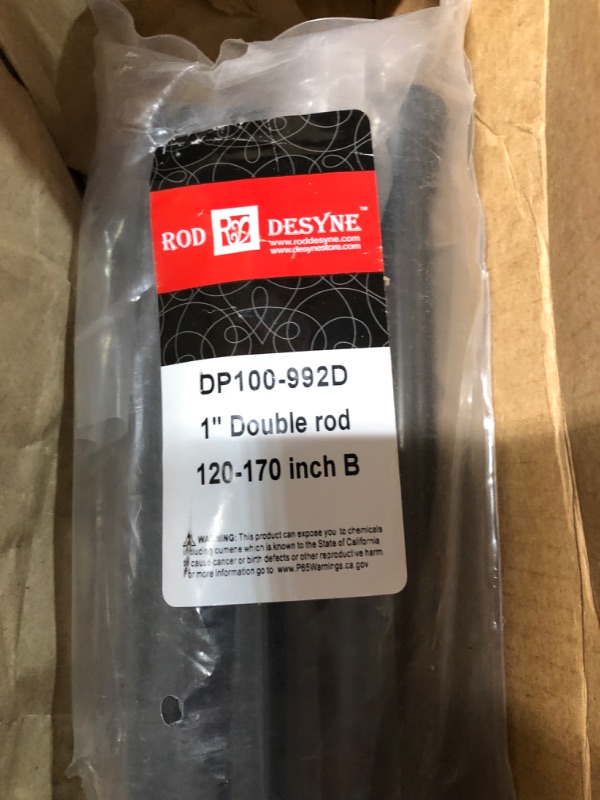 ROD DESYNE™
www.roddesyne.com
www.desynestore.com
DP100-992D
1" Double rod
120-170 inch B
WARNING: This product can expose you to chemicals
including cumene which is known to the State of California
to cause cancer or birth defects or other reproductive harm.
For more information go to www.P65Warnings.ca.gov